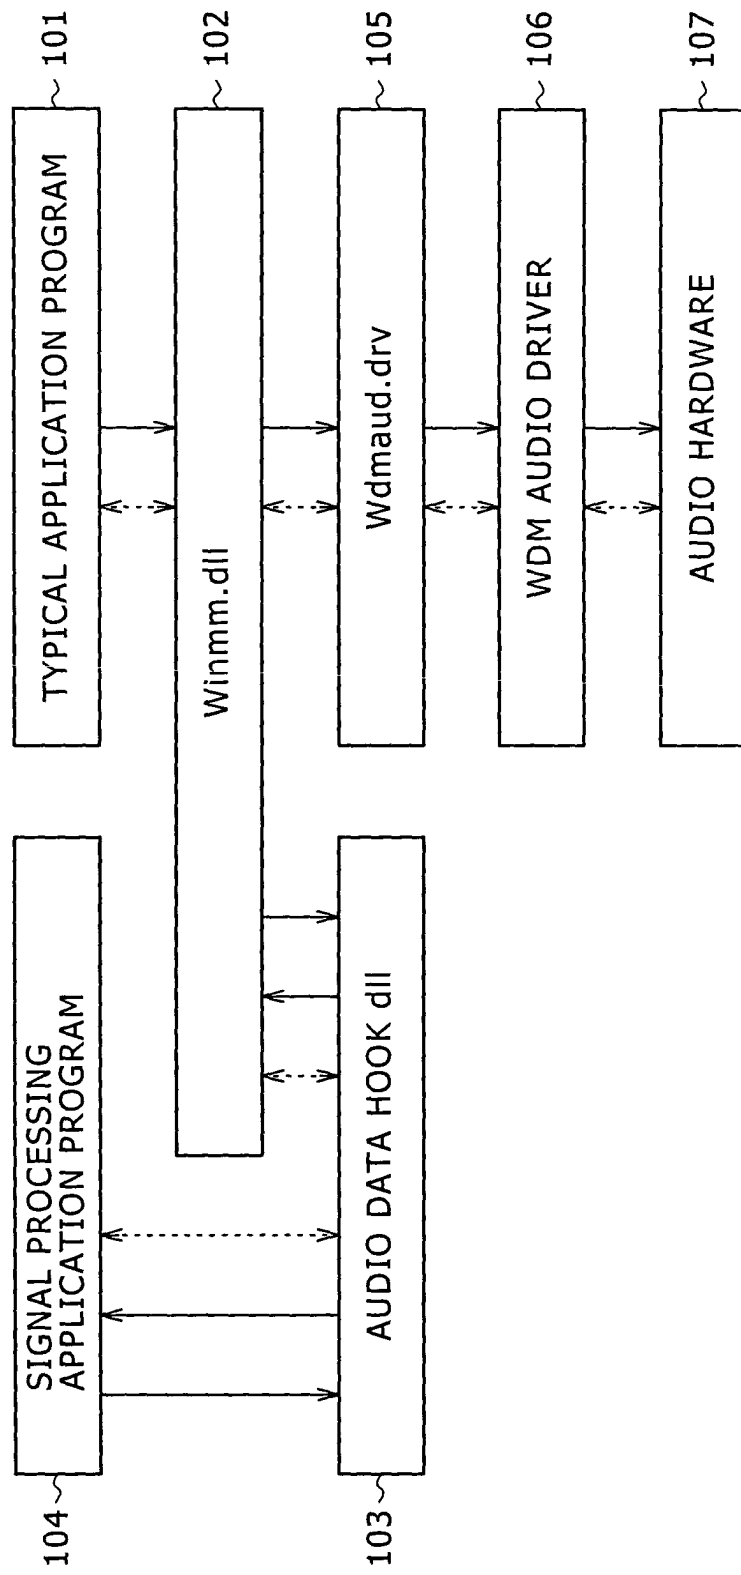 104
SIGNAL PROCESSING
APPLICATION PROGRAM
TYPICAL APPLICATION PROGRAM
101
Winmm.dll
102
103
AUDIO DATA HOOK dll
Wdmaud.drv
105
WDM AUDIO DRIVER
106
AUDIO HARDWARE
107